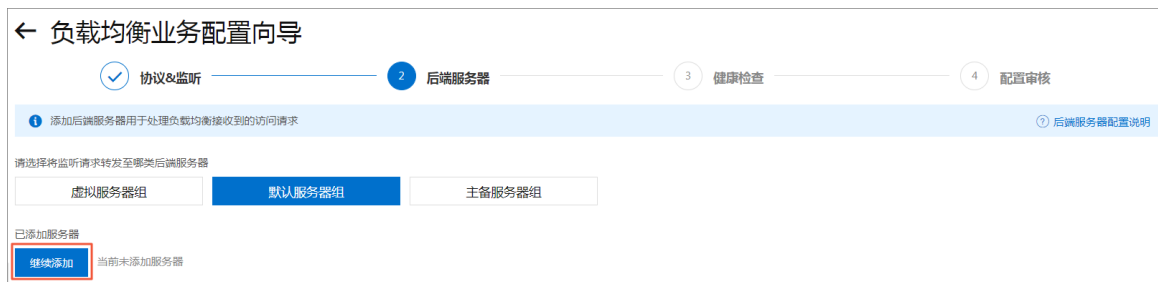 ← 负载均衡业务配置向导
协议&监听 2 后端服务器 3 健康检查 4 配置审核
添加后端服务器用于处理负载均衡接收到的访问请求 后端服务器配置说明
请选择将监听请求转发至哪类后端服务器
虚拟服务器组 默认服务器组 主备服务器组
已添加服务器
继续添加 当前未添加服务器